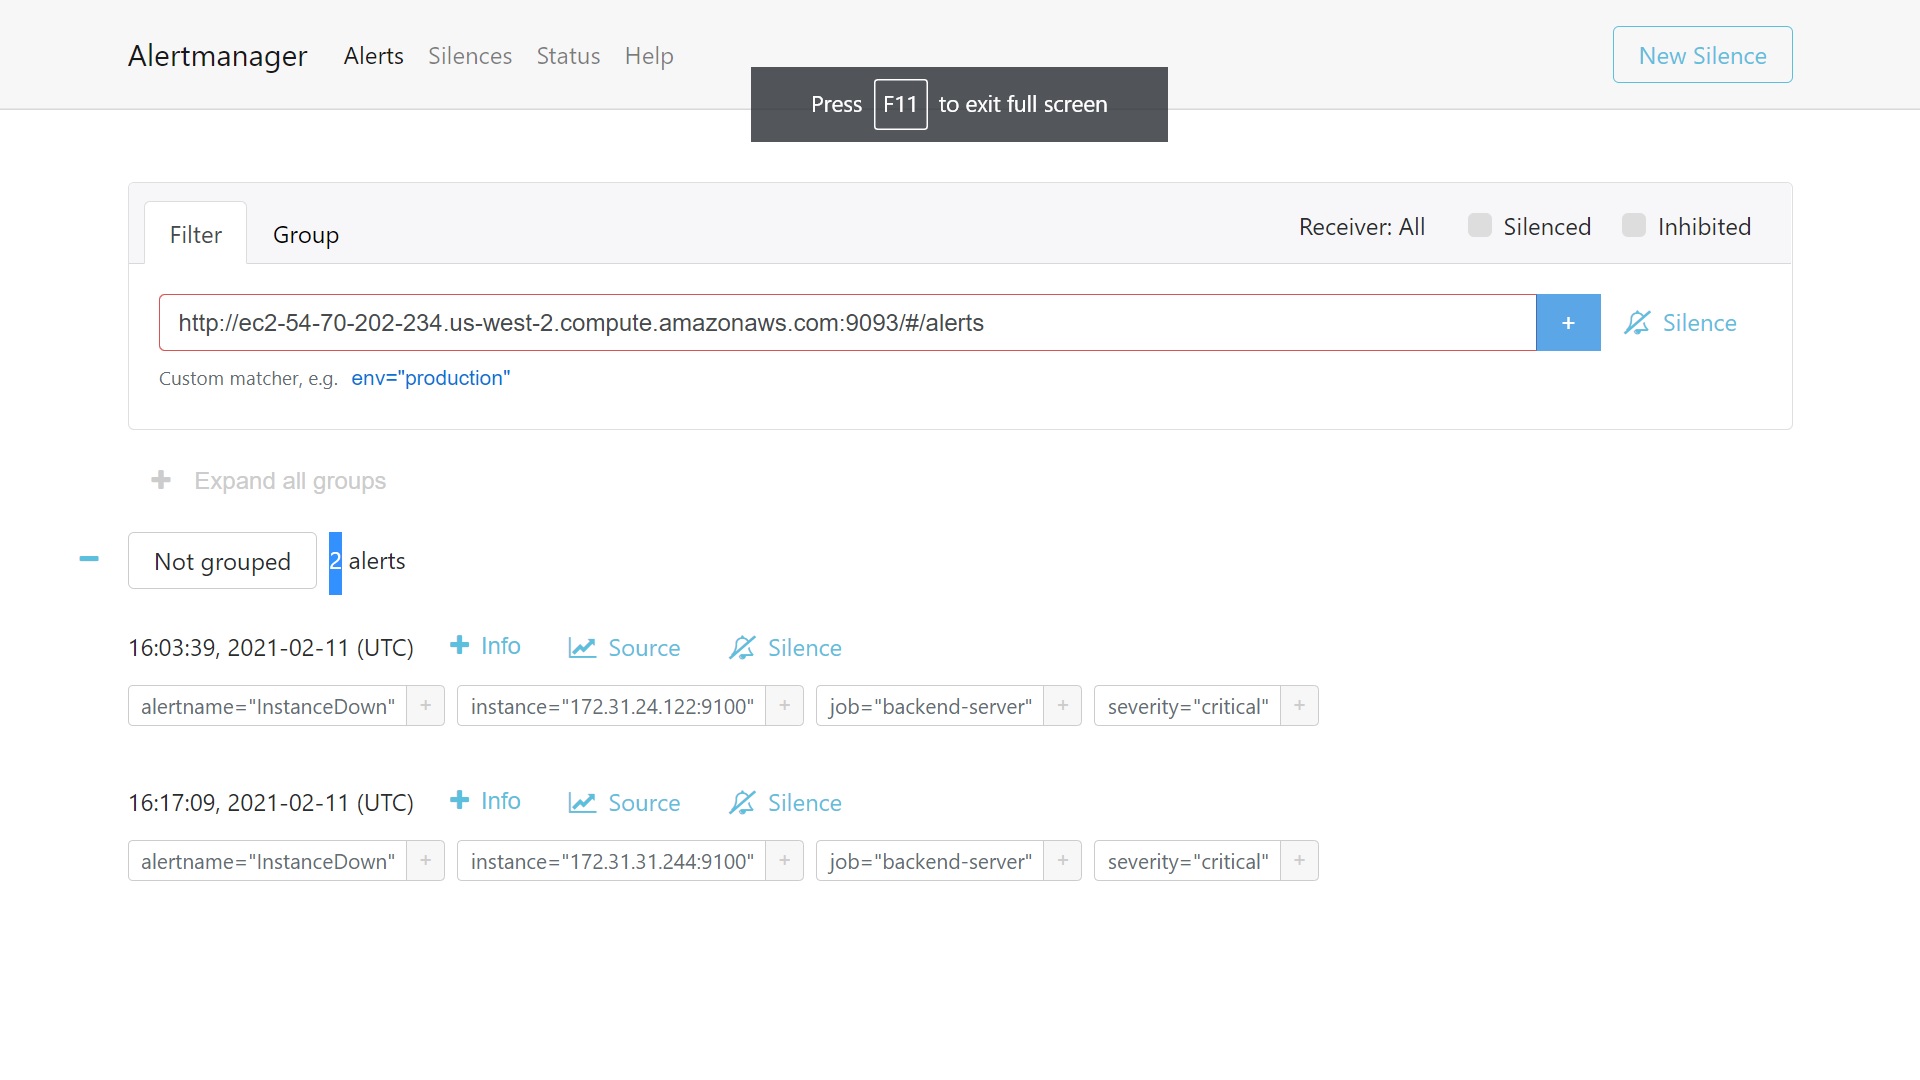 Alertmanager Alerts Silences Status Help New Silence
Press F11 to exit full screen
Filter Group Receiver: All Silenced Inhibited
http://ec2-54-70-202-234.us-west-2.compute.amazonaws.com:9093/#/alerts + Silence
Custom matcher, e.g. env="production"
+ Expand all groups
Not grouped 2 alerts
16:03:39, 2021-02-11 (UTC) + Info Source Silence
alertname="InstanceDown" + instance="172.31.24.122:9100" + job="backend-server" + severity="critical" +
16:17:09, 2021-02-11 (UTC) + Info Source Silence
alertname="InstanceDown" + instance="172.31.31.244:9100" + job="backend-server" + severity="critical" +